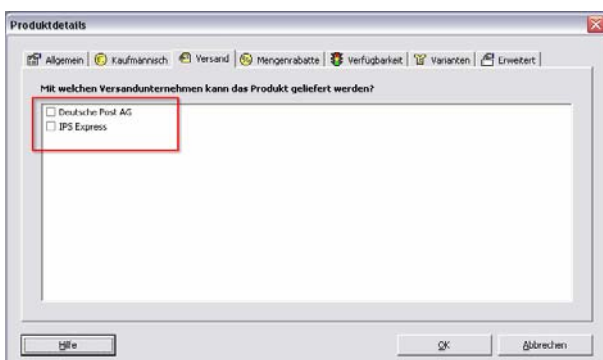 Produktdetails
Allgemein Kaufmännisch Versand Mengenrabatte Verfügbarkeit Varianten Erweitert
Mit welchen Versandunternehmen kann das Produkt geliefert werden?
Deutsche Post AG
IPS Express
Hilfe OK Abbrechen